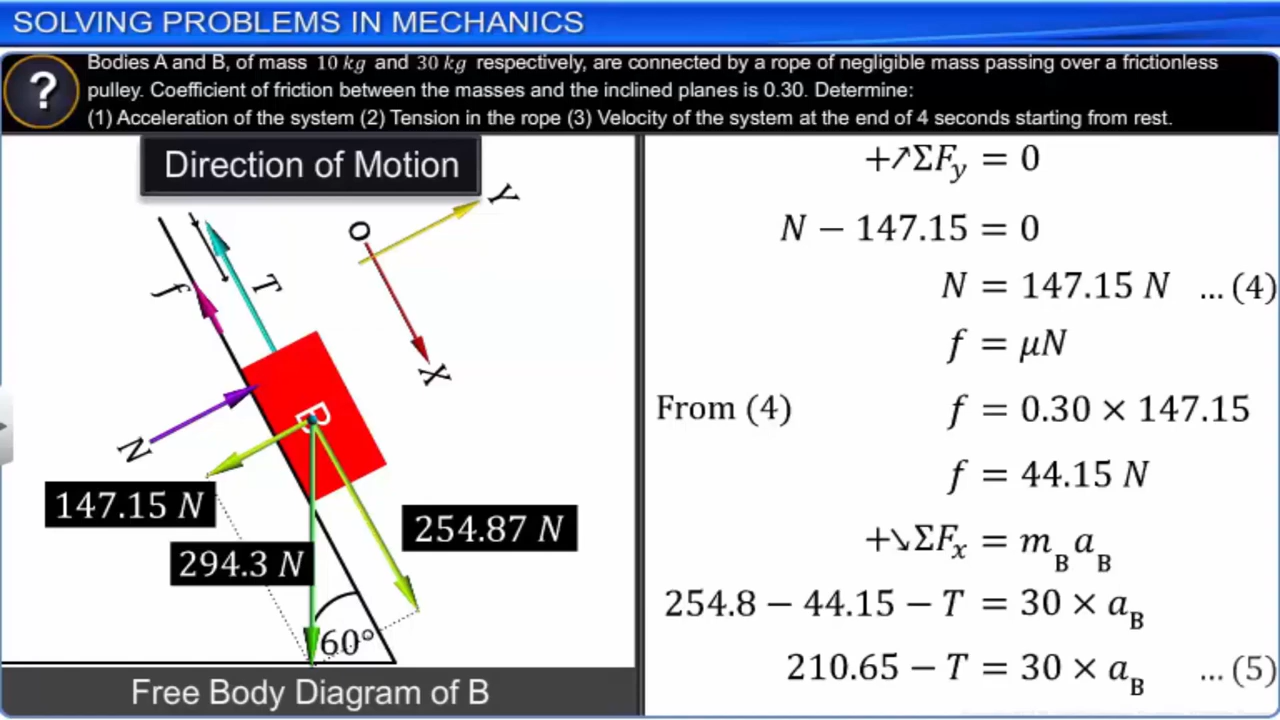 SOLVING PROBLEMS IN MECHANICS
?
Bodies A and B, of mass 10 kg and 30 kg respectively, are connected by a rope of negligible mass passing over a frictionless
pulley. Coefficient of friction between the masses and the inclined planes is 0.30. Determine:
(1) Acceleration of the system (2) Tension in the rope (3) Velocity of the system at the end of 4 seconds starting from rest.
Direction of Motion
Y
O
X
T
f
B
N
147.15 N
254.87 N
294.3 N
60°
Free Body Diagram of B
+↗ΣF_y = 0
N − 147.15 = 0
N = 147.15 N ...(4)
f = μN
From (4) f = 0.30 × 147.15
f = 44.15 N
+↘ΣF_x = m_B a_B
254.8 − 44.15 − T = 30 × a_B
210.65 − T = 30 × a_B ...(5)